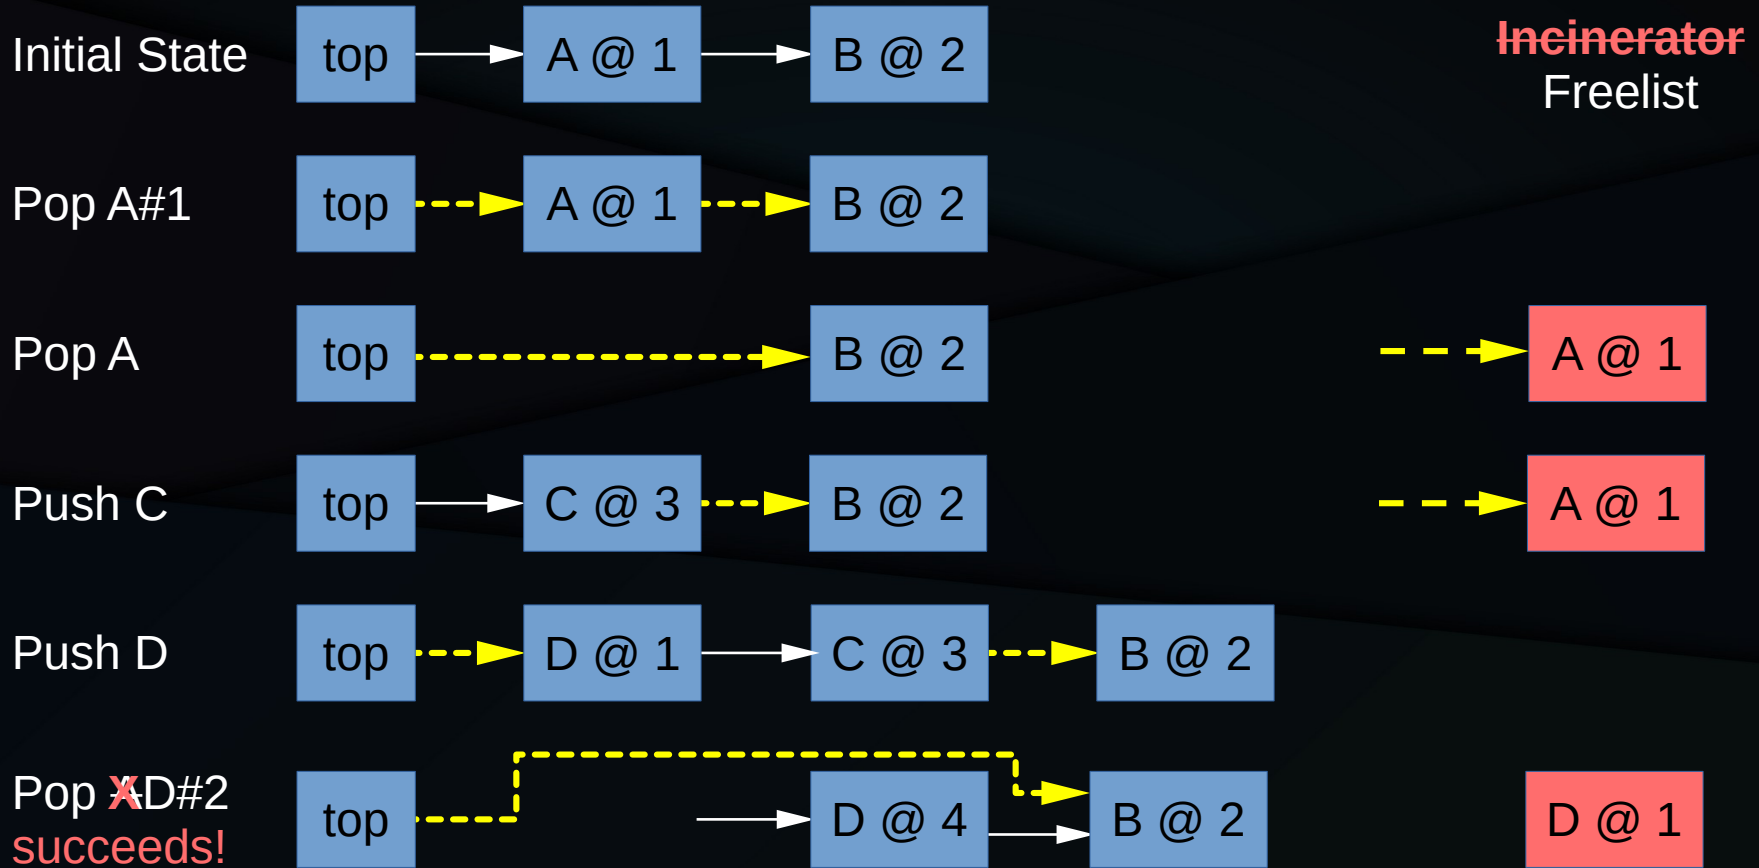 Initial State top A @ 1 B @ 2 Incinerator
Freelist
Pop A#1 top A @ 1 B @ 2
Pop A top B @ 2 A @ 1
Push C top C @ 3 B @ 2 A @ 1
Push D top D @ 1 C @ 3 B @ 2
Pop AXD#2 top D @ 4 B @ 2 D @ 1
succeeds!